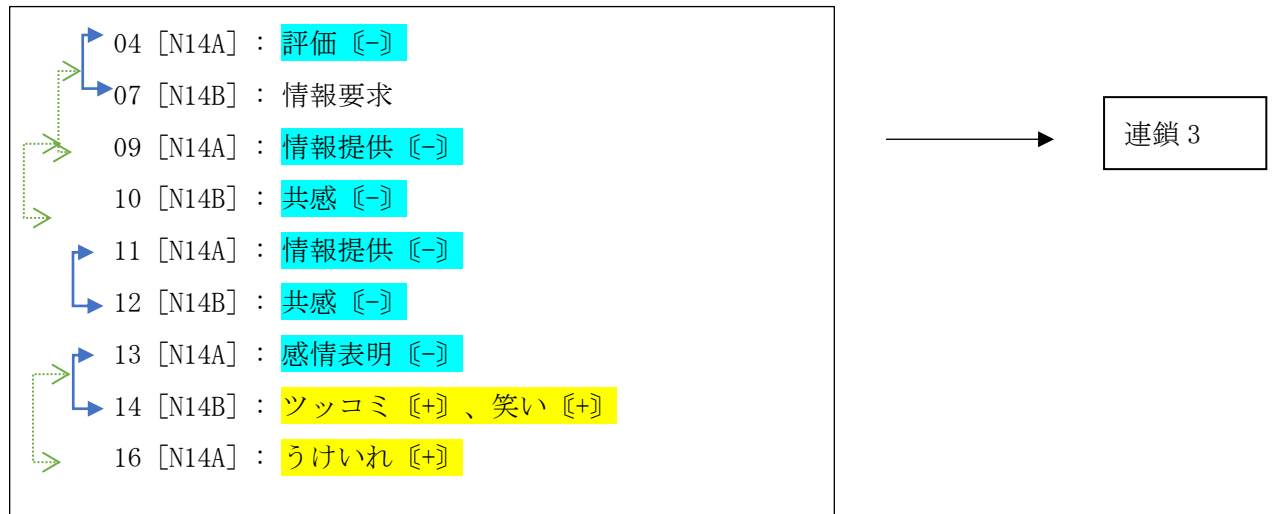 04 [N14A] : 評価〔−〕
07 [N14B] : 情報要求
09 [N14A] : 情報提供〔−〕
10 [N14B] : 共感〔−〕
11 [N14A] : 情報提供〔−〕
12 [N14B] : 共感〔−〕
13 [N14A] : 感情表明〔−〕
14 [N14B] : ツッコミ〔+〕、笑い〔+〕
16 [N14A] : うけいれ〔+〕
連鎖 3